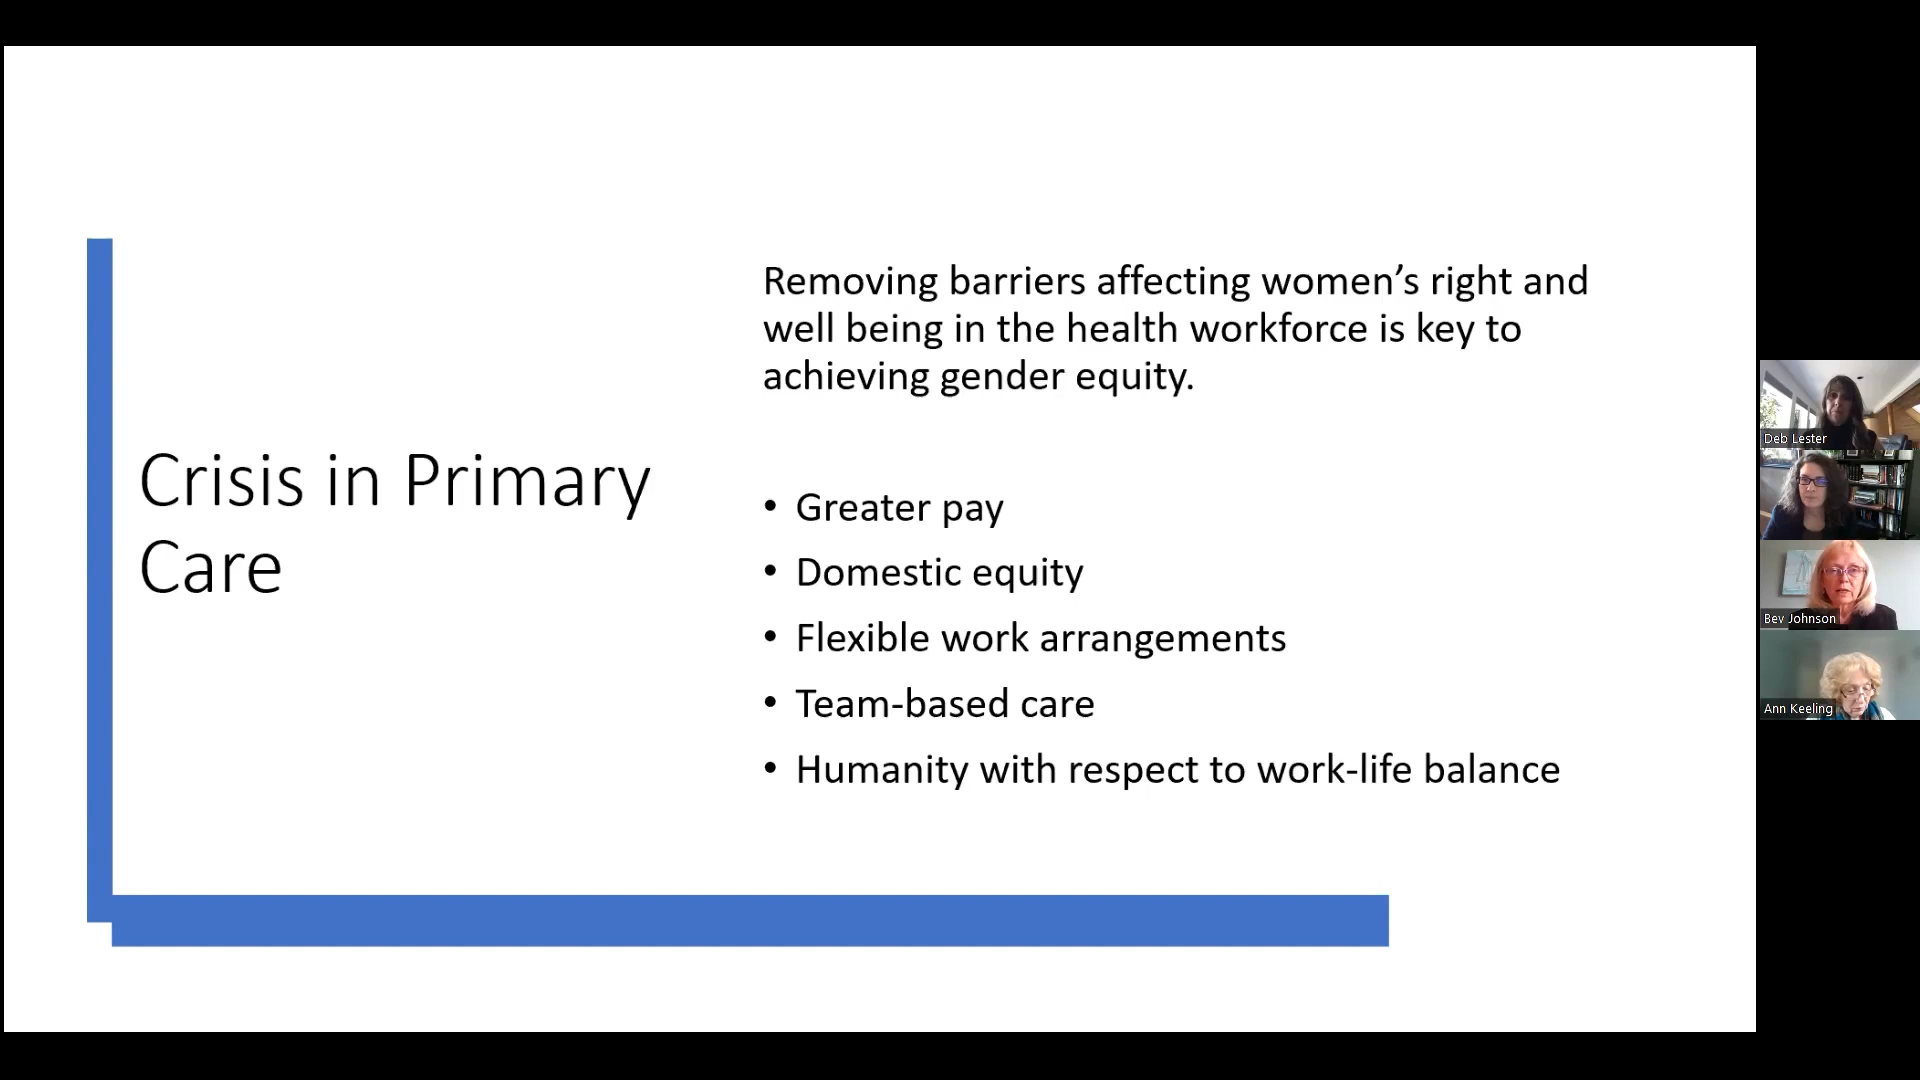 Crisis in Primary
Care
Removing barriers affecting women’s right and
well being in the health workforce is key to
achieving gender equity.
• Greater pay
• Domestic equity
• Flexible work arrangements
• Team-based care
• Humanity with respect to work-life balance
Deb Lester
Bev Johnson
Ann Keeling